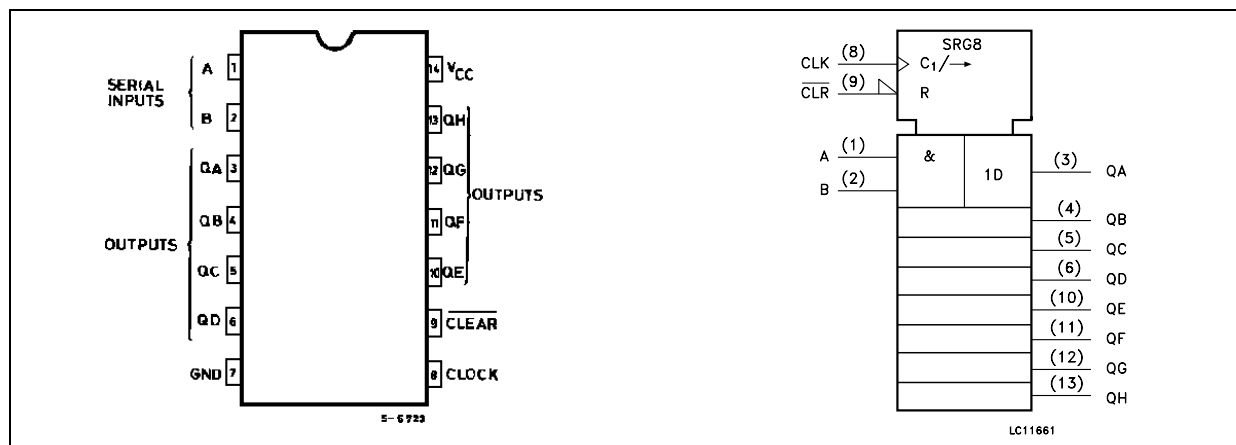 A 1
SERIAL INPUTS
B 2
QA 3
QB 4
OUTPUTS
QC 5
QD 6
GND 7
14 VCC
13 QH
12 QG
OUTPUTS
11 QF
10 QE
9 CLEAR
8 CLOCK
S-6723
SRG8
CLK (8) C1/→
CLR (9) R
A (1) & 1D (3) QA
B (2)
(4) QB
(5) QC
(6) QD
(10) QE
(11) QF
(12) QG
(13) QH
LC11661